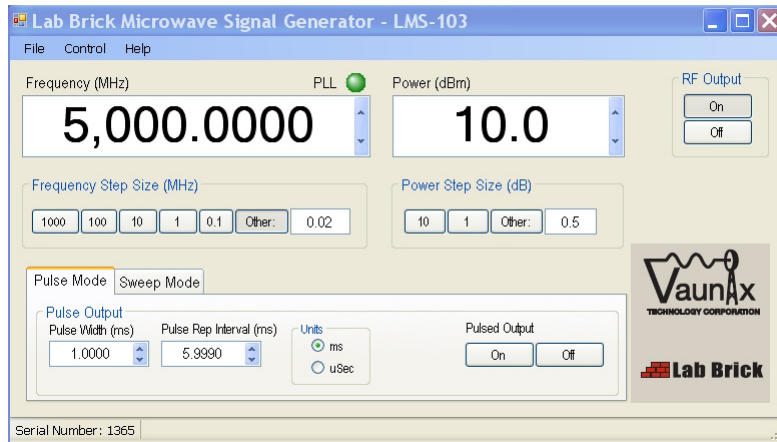 Lab Brick Microwave Signal Generator - LMS-103
File Control Help
Frequency (MHz) PLL Power (dBm) RF Output
5,000.0000 10.0 On
Off
Frequency Step Size (MHz) Power Step Size (dB)
1000 100 10 1 0.1 Other: 0.02 10 1 Other: 0.5
Pulse Mode Sweep Mode
Vaunix
TECHNOLOGY CORPORATION
Pulse Output
Pulse Width (ms) Pulse Rep Interval (ms) Units Pulsed Output
1.0000 5.9990 ms On Off
uSec
Lab Brick
Serial Number: 1365